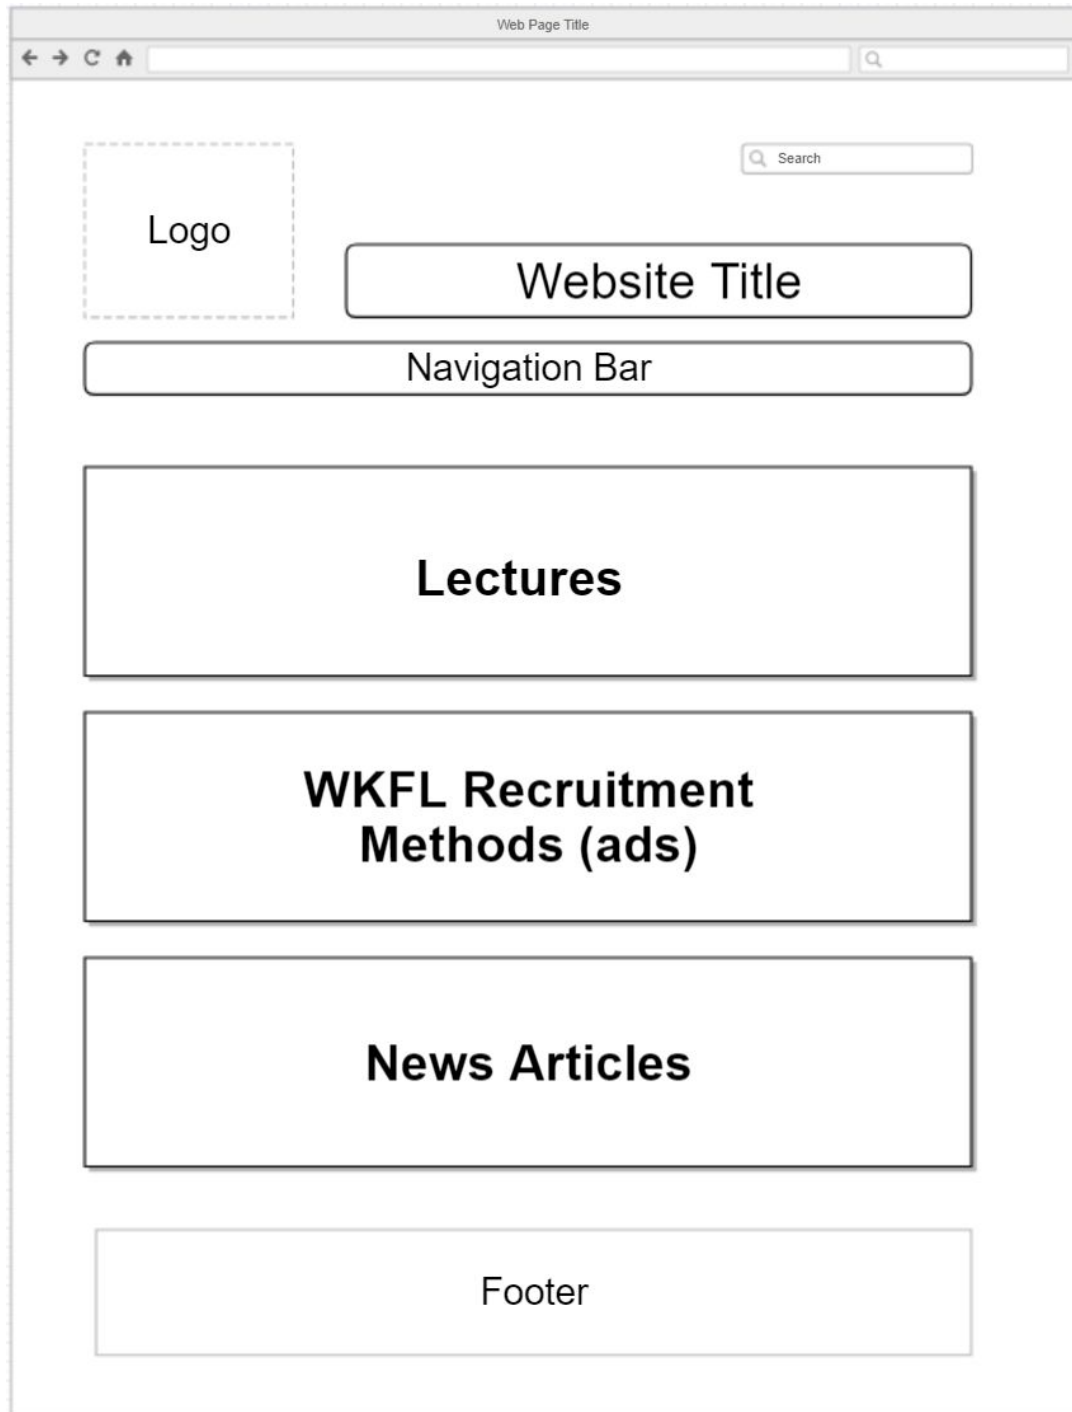 Web Page Title
Search
Logo
Website Title
Navigation Bar
Lectures
WKFL Recruitment
Methods (ads)
News Articles
Footer